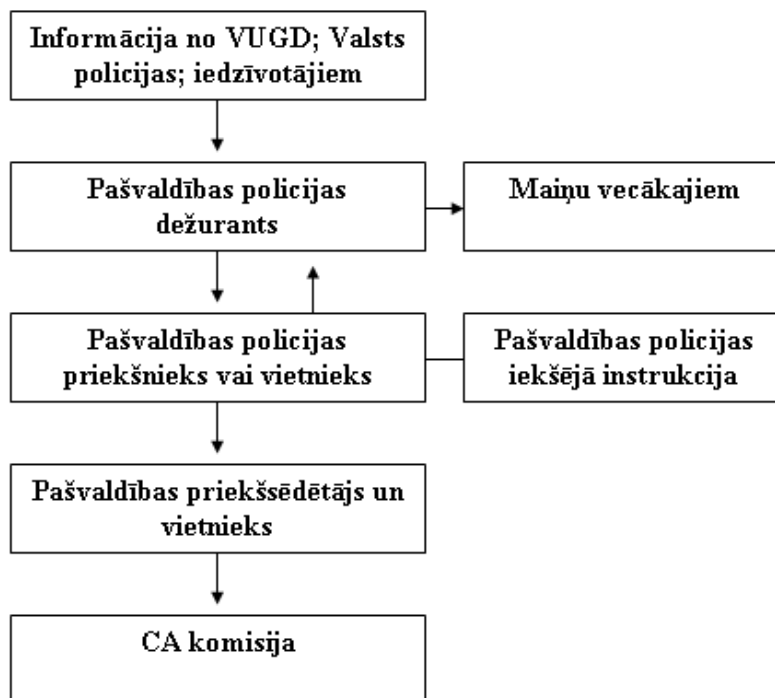 Informācija no VUGD; Valsts
policijas; iedzīvotājiem
Pašvaldības policijas
dežurants
Maiņu vecākajiem
Pašvaldības policijas
priekšnieks vai vietnieks
Pašvaldības policijas
iekšējā instrukcija
Pašvaldības priekšsēdētājs un
vietnieks
CA komisija